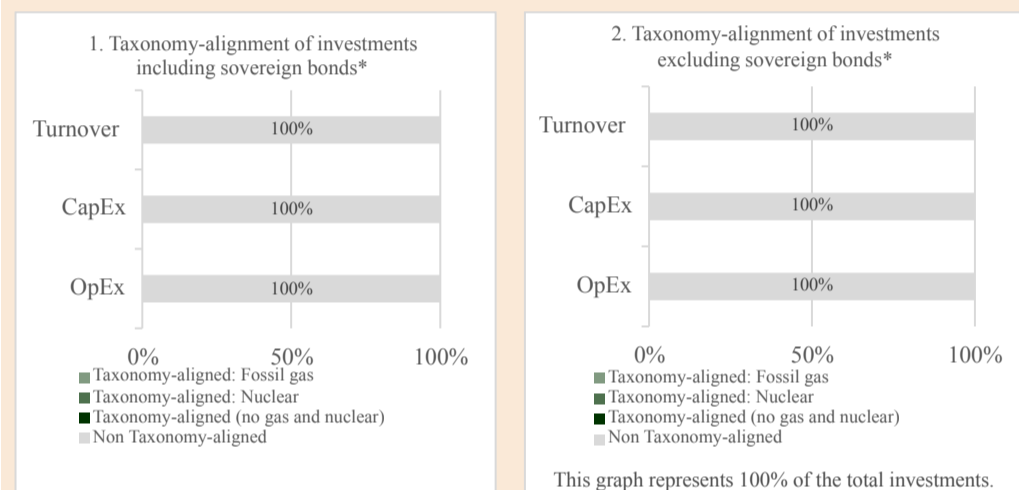 1. Taxonomy-alignment of investments
including sovereign bonds*
Turnover
100%
CapEx
100%
OpEx
100%
0% 50% 100%
Taxonomy-aligned: Fossil gas
Taxonomy-aligned: Nuclear
Taxonomy-aligned (no gas and nuclear)
Non Taxonomy-aligned
2. Taxonomy-alignment of investments
excluding sovereign bonds*
Turnover
100%
CapEx
100%
OpEx
100%
0% 50% 100%
Taxonomy-aligned: Fossil gas
Taxonomy-aligned: Nuclear
Taxonomy-aligned (no gas and nuclear)
Non Taxonomy-aligned
This graph represents 100% of the total investments.